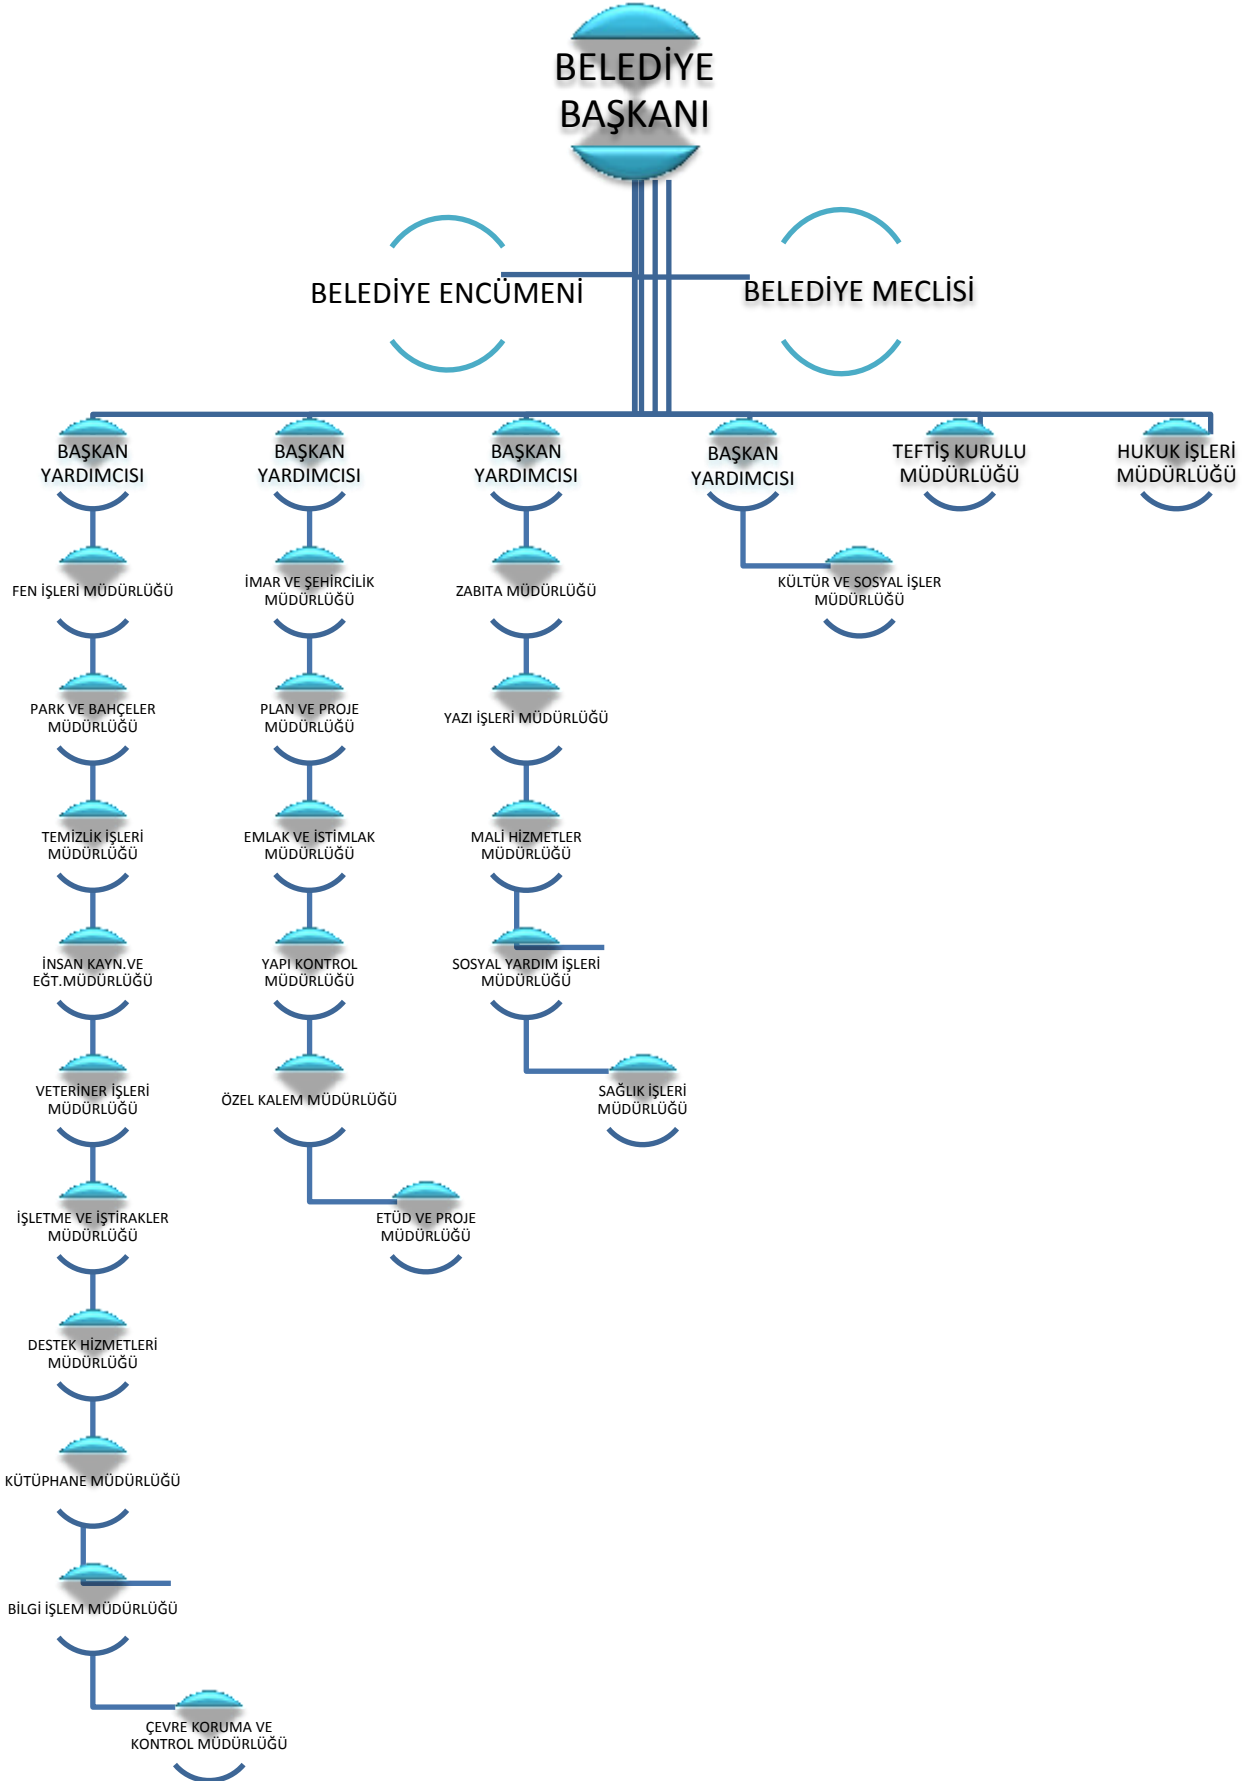 BELEDİYE
BAŞKANI
BELEDİYE ENCÜMENİ
BELEDİYE MECLİSİ
BAŞKAN
YARDIMCISI
BAŞKAN
YARDIMCISI
BAŞKAN
YARDIMCISI
BAŞKAN
YARDIMCISI
TEFTİŞ KURULU
MÜDÜRLÜĞÜ
HUKUK İŞLERİ
MÜDÜRLÜĞÜ
FEN İŞLERİ MÜDÜRLÜĞÜ
İMAR VE ŞEHİRCİLİK
MÜDÜRLÜĞÜ
ZABITA MÜDÜRLÜĞÜ
KÜLTÜR VE SOSYAL İŞLER
MÜDÜRLÜĞÜ
PARK VE BAHÇELER
MÜDÜRLÜĞÜ
PLAN VE PROJE
MÜDÜRLÜĞÜ
YAZI İŞLERİ MÜDÜRLÜĞÜ
TEMİZLİK İŞLERİ
MÜDÜRLÜĞÜ
EMLAK VE İSTİMLAK
MÜDÜRLÜĞÜ
MALİ HİZMETLER
MÜDÜRLÜĞÜ
İNSAN KAYN.VE
EĞT.MÜDÜRLÜĞÜ
YAPI KONTROL
MÜDÜRLÜĞÜ
SOSYAL YARDIM İŞLERİ
MÜDÜRLÜĞÜ
VETERİNER İŞLERİ
MÜDÜRLÜĞÜ
ÖZEL KALEM MÜDÜRLÜĞÜ
SAĞLIK İŞLERİ
MÜDÜRLÜĞÜ
İŞLETME VE İŞTİRAKLER
MÜDÜRLÜĞÜ
ETÜD VE PROJE
MÜDÜRLÜĞÜ
DESTEK HİZMETLERİ
MÜDÜRLÜĞÜ
KÜTÜPHANE MÜDÜRLÜĞÜ
BİLGİ İŞLEM MÜDÜRLÜĞÜ
ÇEVRE KORUMA VE
KONTROL MÜDÜRLÜĞÜ